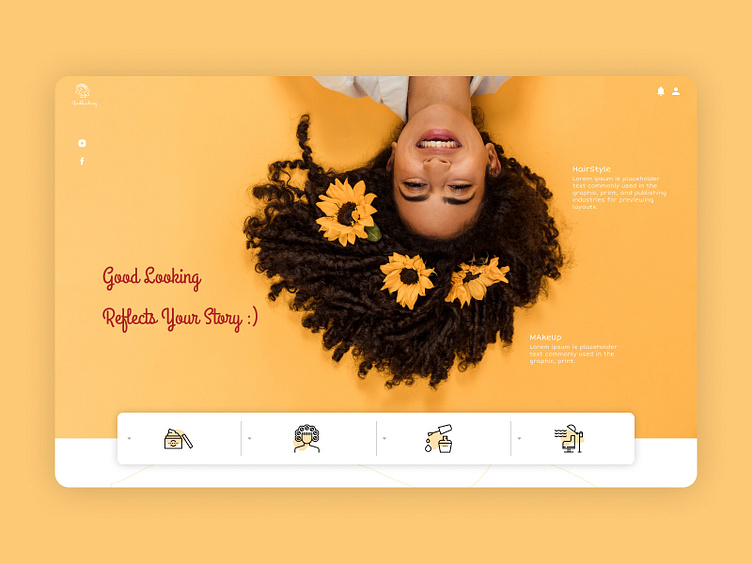 Good Looking
Reflects Your Story :)
HairStyle
Lorem ipsum is placeholder
text commonly used in the
graphic, print, and publishing
industries for previewing
layouts.
MAkeup
Lorem ipsum is placeholder
text commonly used in the
graphic, print.